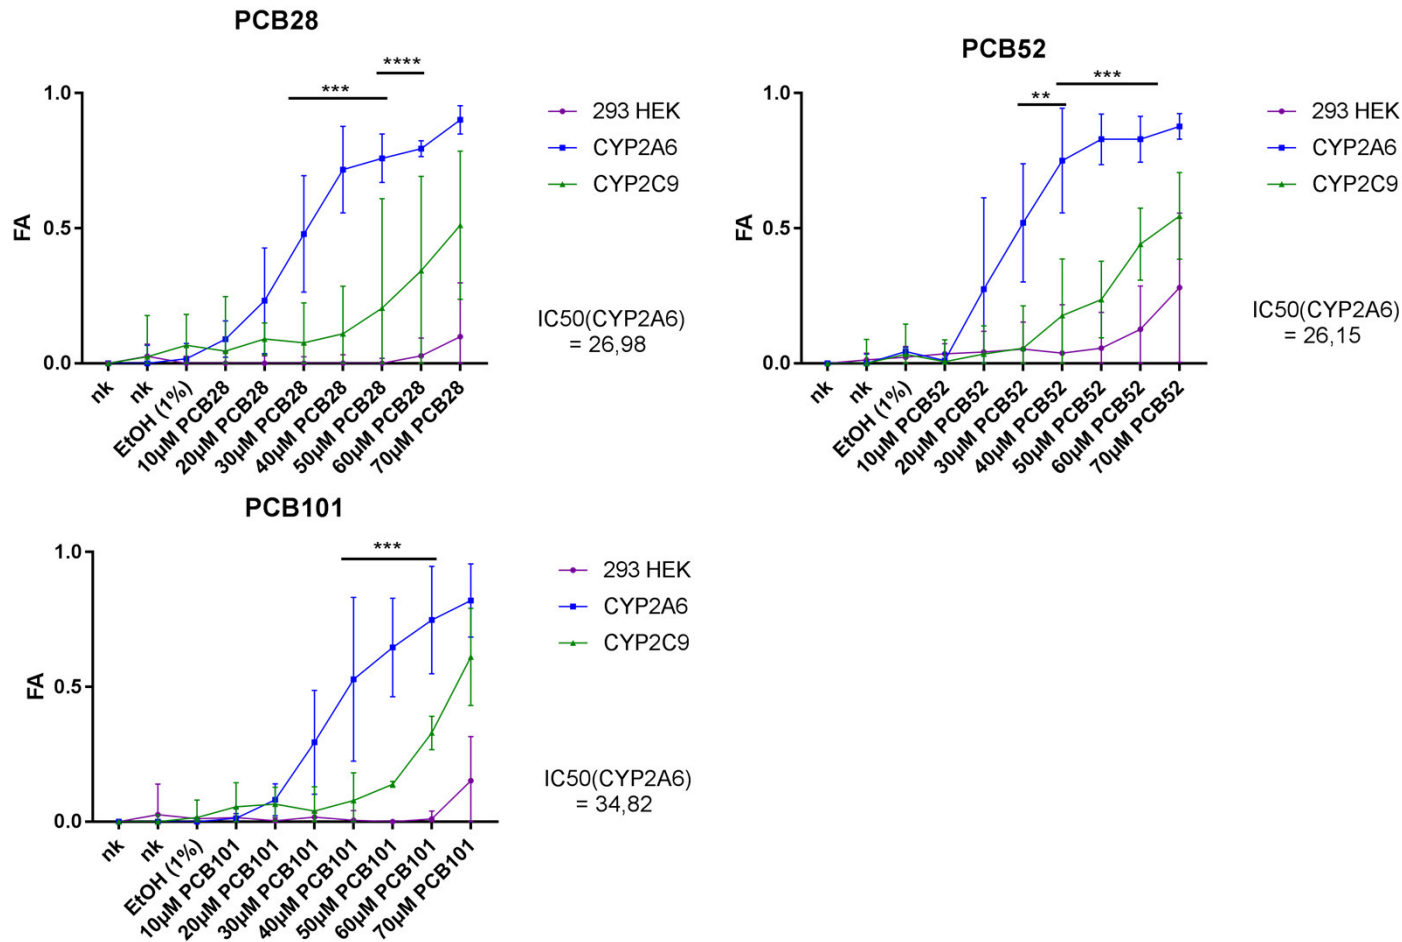 PCB28
****
***
1.0
0.5
0.0
FA
nk
nk
EtOH (1%)
10µM PCB28
20µM PCB28
30µM PCB28
40µM PCB28
50µM PCB28
60µM PCB28
70µM PCB28
293 HEK
CYP2A6
CYP2C9
IC50(CYP2A6)
= 26,98
PCB52
***
**
1.0
0.5
0.0
FA
nk
nk
EtOH (1%)
10µM PCB52
20µM PCB52
30µM PCB52
40µM PCB52
50µM PCB52
60µM PCB52
70µM PCB52
293 HEK
CYP2A6
CYP2C9
IC50(CYP2A6)
= 26,15
PCB101
***
1.0
0.5
0.0
FA
nk
nk
EtOH (1%)
10µM PCB101
20µM PCB101
30µM PCB101
40µM PCB101
50µM PCB101
60µM PCB101
70µM PCB101
293 HEK
CYP2A6
CYP2C9
IC50(CYP2A6)
= 34,82